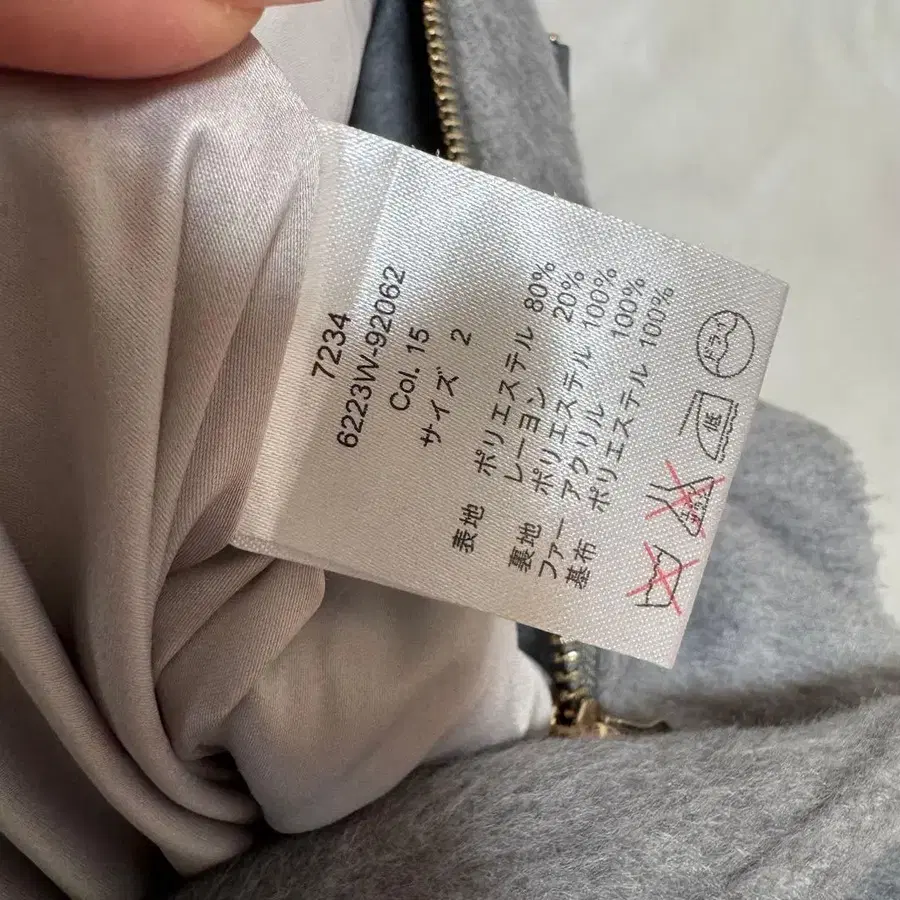 7234
6223W-92062
Col. 15
サイズ 2
表地 ポリエステル 80%
レーヨン 20%
裏地 ポリエステル 100%
ファー アクリル 100%
基布 ポリエステル 100%
低
ドライ